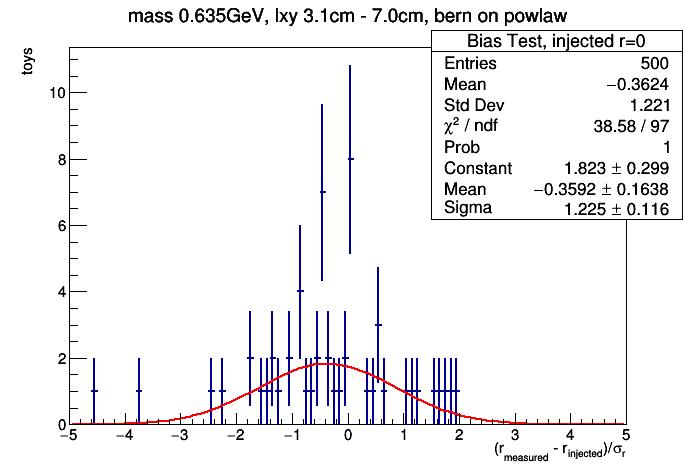 mass 0.635GeV, lxy 3.1cm - 7.0cm, bern on powlaw
Bias Test, injected r=0
Entries 500
Mean −0.3624
Std Dev 1.221
χ² / ndf 38.58 / 97
Prob 1
Constant 1.823 ± 0.299
Mean −0.3592 ± 0.1638
Sigma 1.225 ± 0.116
toys
10
8
6
4
2
0
−5 −4 −3 −2 −1 0 1 2 3 4 5
(r_measured - r_injected)/σ_r